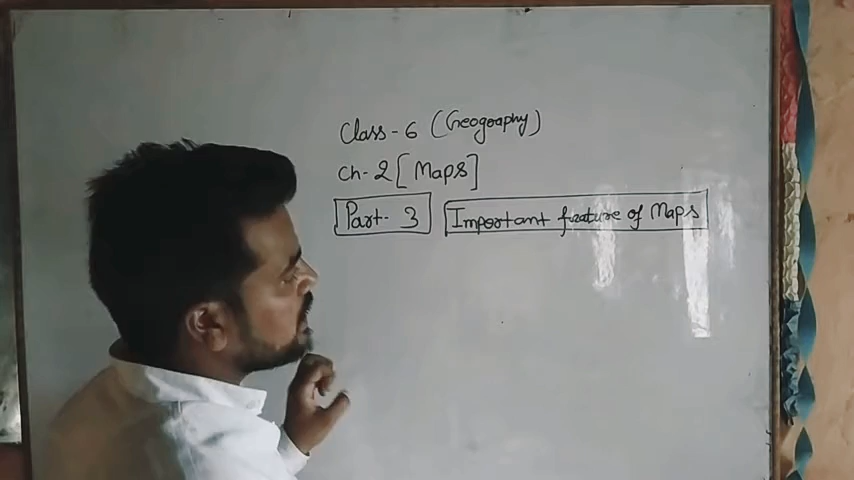 Class - 6 (Geography)
Ch- 2 [Maps]
Part- 3 Important feature of Maps